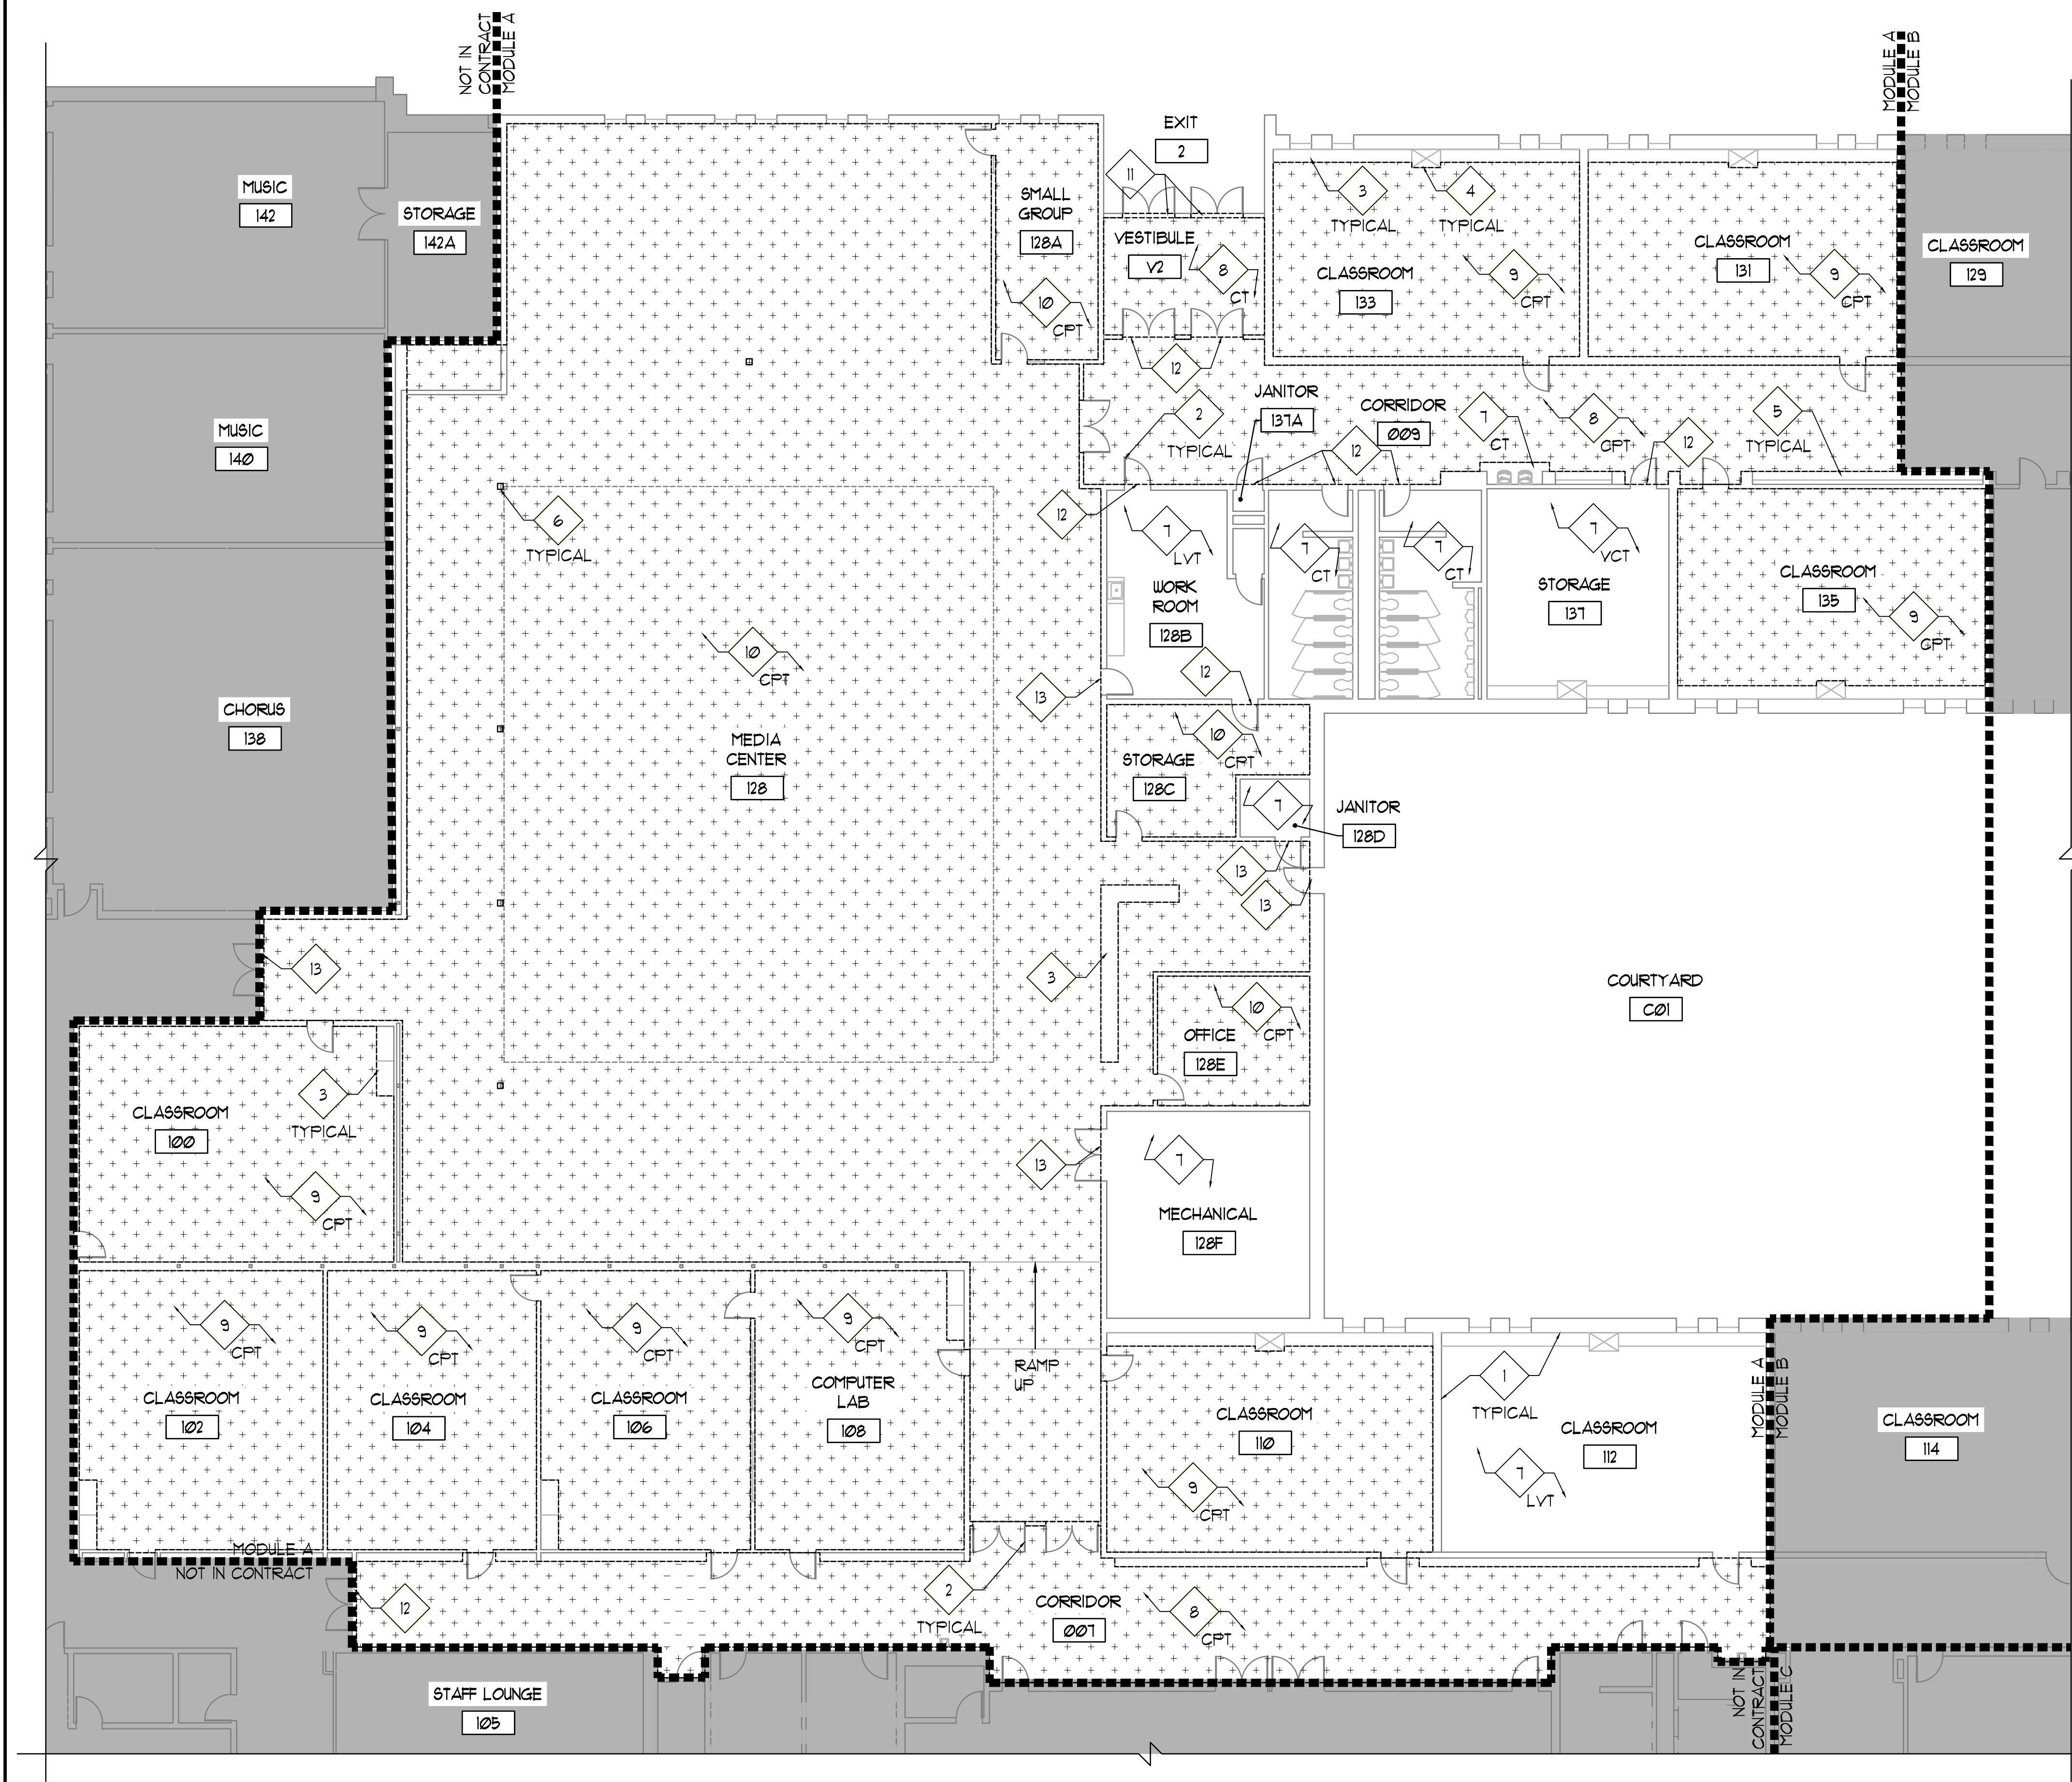 NOT IN
CONTRACT
MODULE A
MODULE A
MODULE B
EXIT
2
11
MUSIC
142
STORAGE
142A
SMALL
GROUP
128A
10
CPT
VESTIBULE
V2
8
CT
3
TYPICAL
4
TYPICAL
CLASSROOM
133
9
CPT
CLASSROOM
131
9
CPT
CLASSROOM
129
12
2
TYPICAL
JANITOR
137A
CORRIDOR
009
12
7
CT
8
CPT
12
5
TYPICAL
MUSIC
140
6
TYPICAL
12
7
LVT
WORK
ROOM
128B
12
7
CT
7
CT
7
VCT
STORAGE
137
CLASSROOM
135
9
CPT
10
CPT
13
CHORUS
138
MEDIA
CENTER
128
10
CPT
STORAGE
128C
7
JANITOR
128D
13
13
13
3
COURTYARD
C01
10
CPT
OFFICE
128E
3
TYPICAL
CLASSROOM
100
9
CPT
13
7
MECHANICAL
128F
9
CPT
CLASSROOM
102
9
CPT
CLASSROOM
104
9
CPT
CLASSROOM
106
9
CPT
COMPUTER
LAB
108
RAMP
UP
CLASSROOM
110
9
CPT
1
TYPICAL
CLASSROOM
112
7
LVT
MODULE A
MODULE B
CLASSROOM
114
MODULE A
NOT IN CONTRACT
12
2
TYPICAL
CORRIDOR
007
8
CPT
STAFF LOUNGE
105
NOT IN
CONTRACT
MODULE C